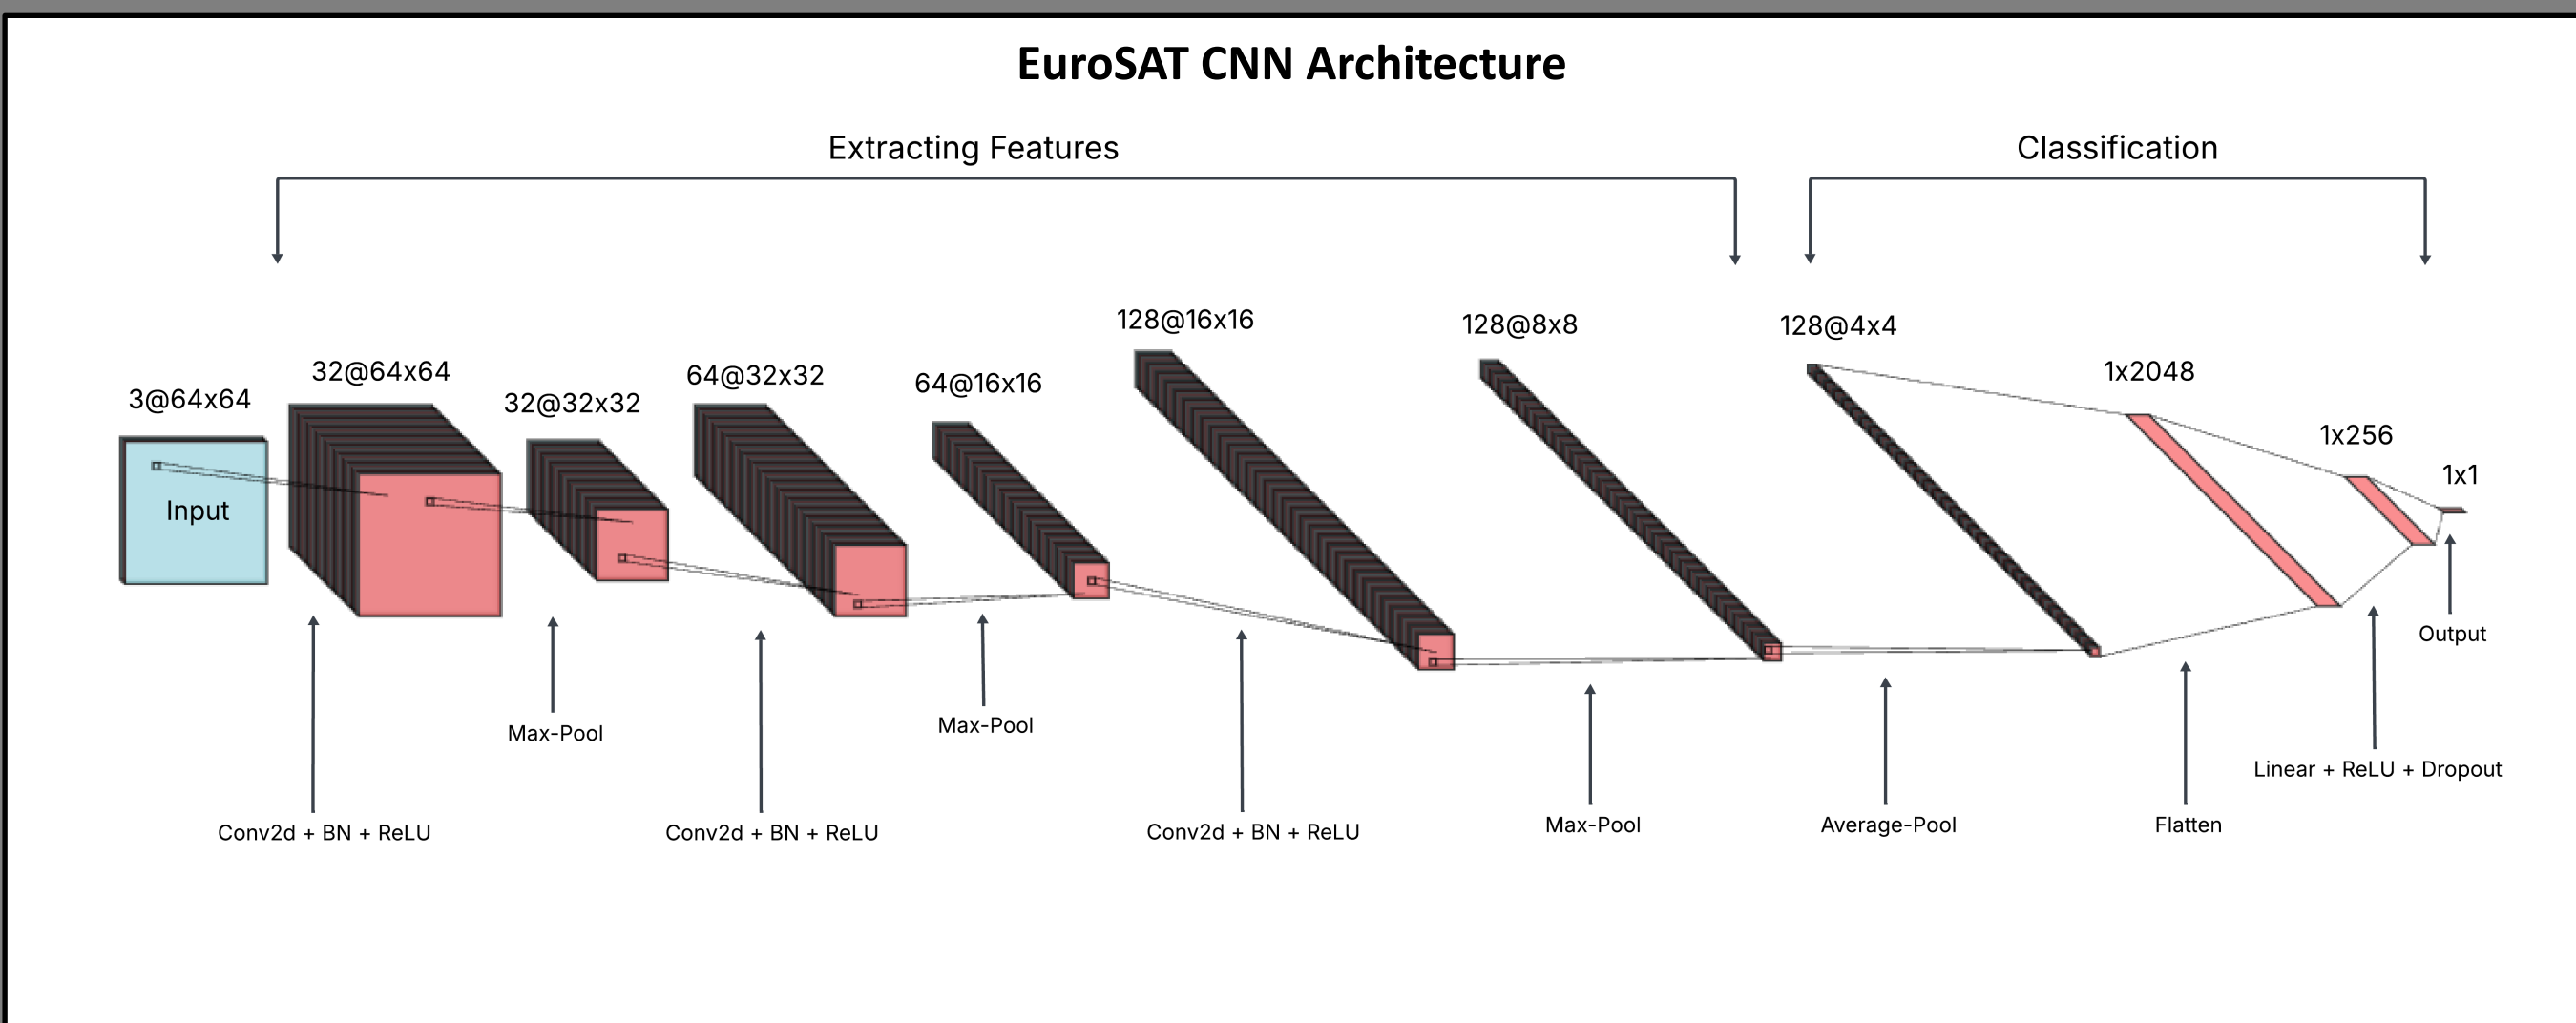 EuroSAT CNN Architecture
Extracting Features
Classification
3@64x64
32@64x64
32@32x32
64@32x32
64@16x16
128@16x16
128@8x8
128@4x4
1x2048
1x256
1x1
Input
Conv2d + BN + ReLU
Max-Pool
Conv2d + BN + ReLU
Max-Pool
Conv2d + BN + ReLU
Max-Pool
Average-Pool
Flatten
Linear + ReLU + Dropout
Output